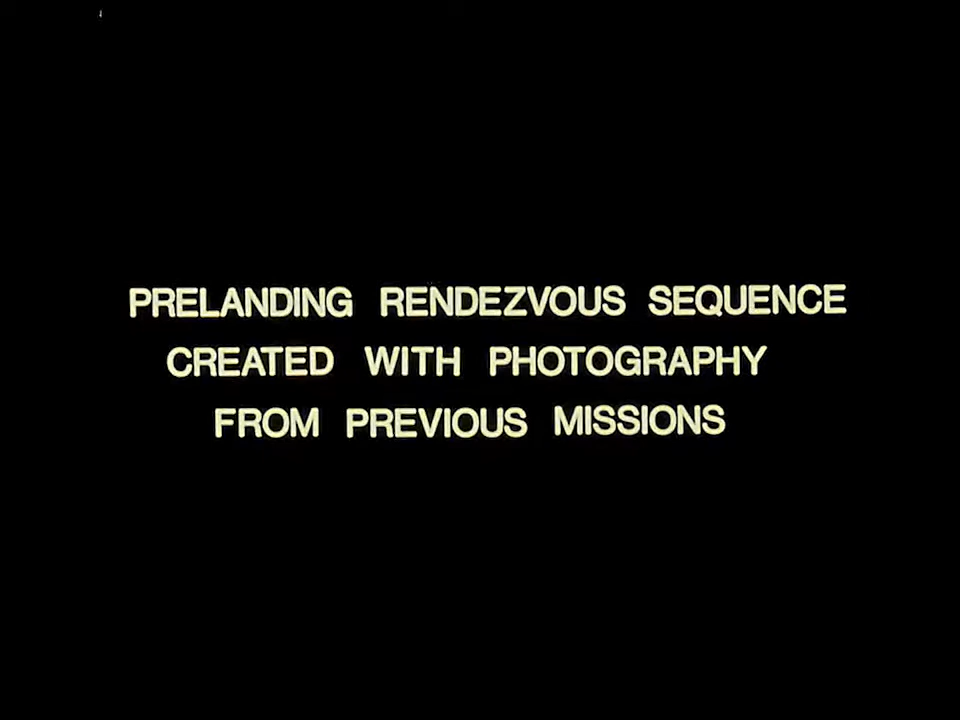 PRELANDING RENDEZVOUS SEQUENCE
CREATED WITH PHOTOGRAPHY
FROM PREVIOUS MISSIONS